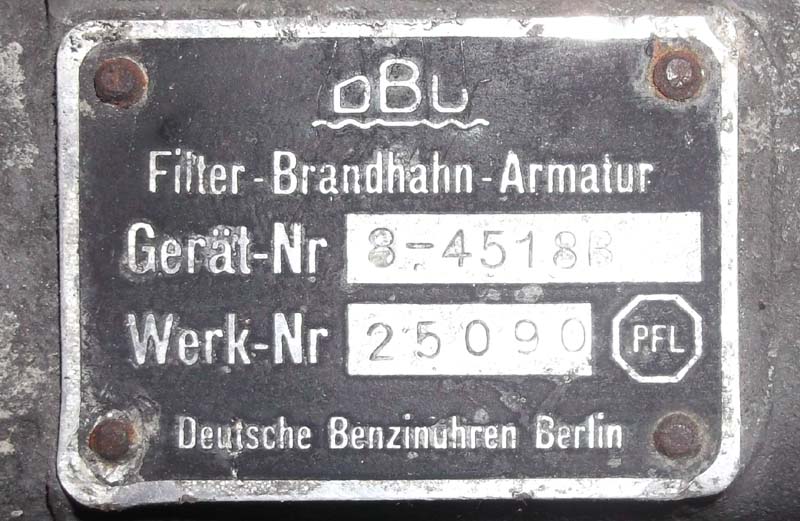 DBU
Filter-Brandhahn-Armatur
Gerät-Nr 8-4518B
Werk-Nr 25090 PFL
Deutsche Benzinuhren Berlin